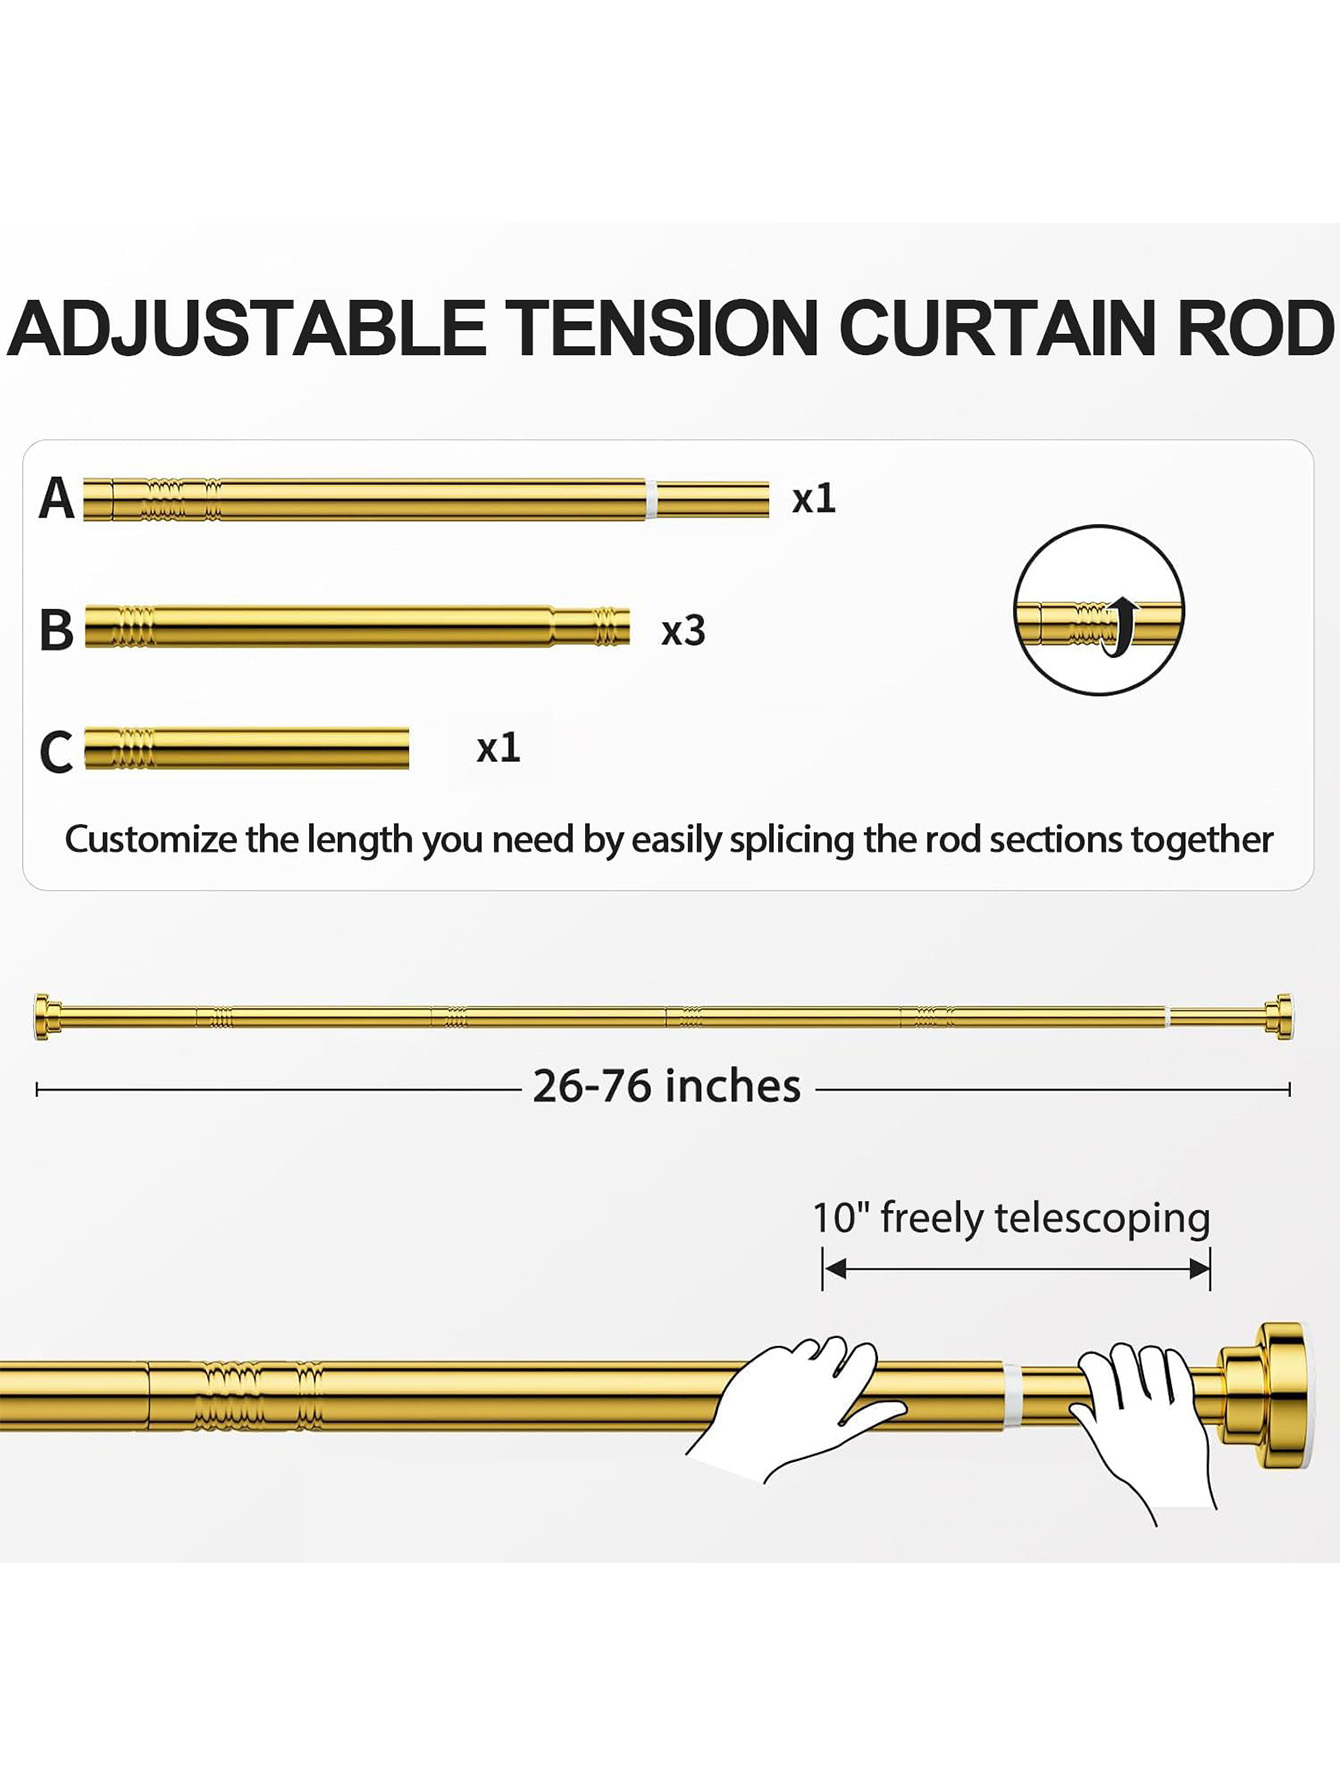 ADJUSTABLE TENSION CURTAIN ROD
A x1
B x3
C x1
Customize the length you need by easily splicing the rod sections together
26-76 inches
10" freely telescoping